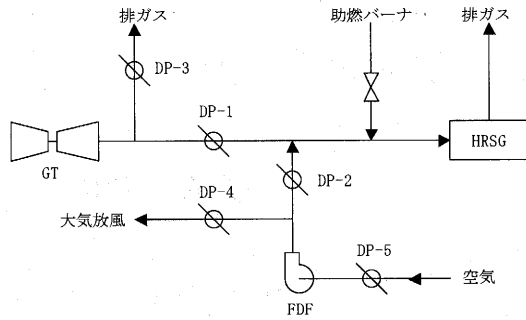 排ガス
助燃バーナ
排ガス
DP-3
DP-1
HRSG
GT
DP-2
DP-4
大気放風
DP-5
空気
FDF